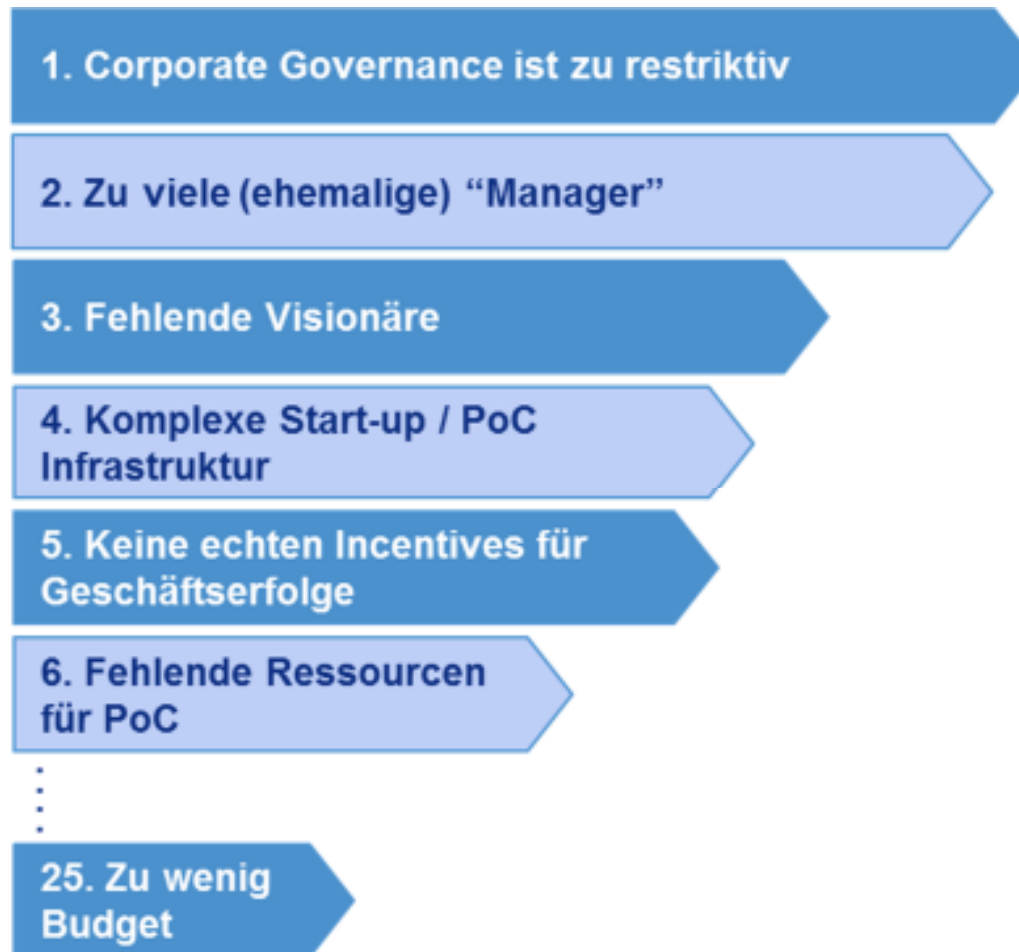 1. Corporate Governance ist zu restriktiv
2. Zu viele (ehemalige) “Manager”
3. Fehlende Visionäre
4. Komplexe Start-up / PoC
Infrastruktur
5. Keine echten Incentives für
Geschäftserfolge
6. Fehlende Ressourcen
für PoC
25. Zu wenig
Budget